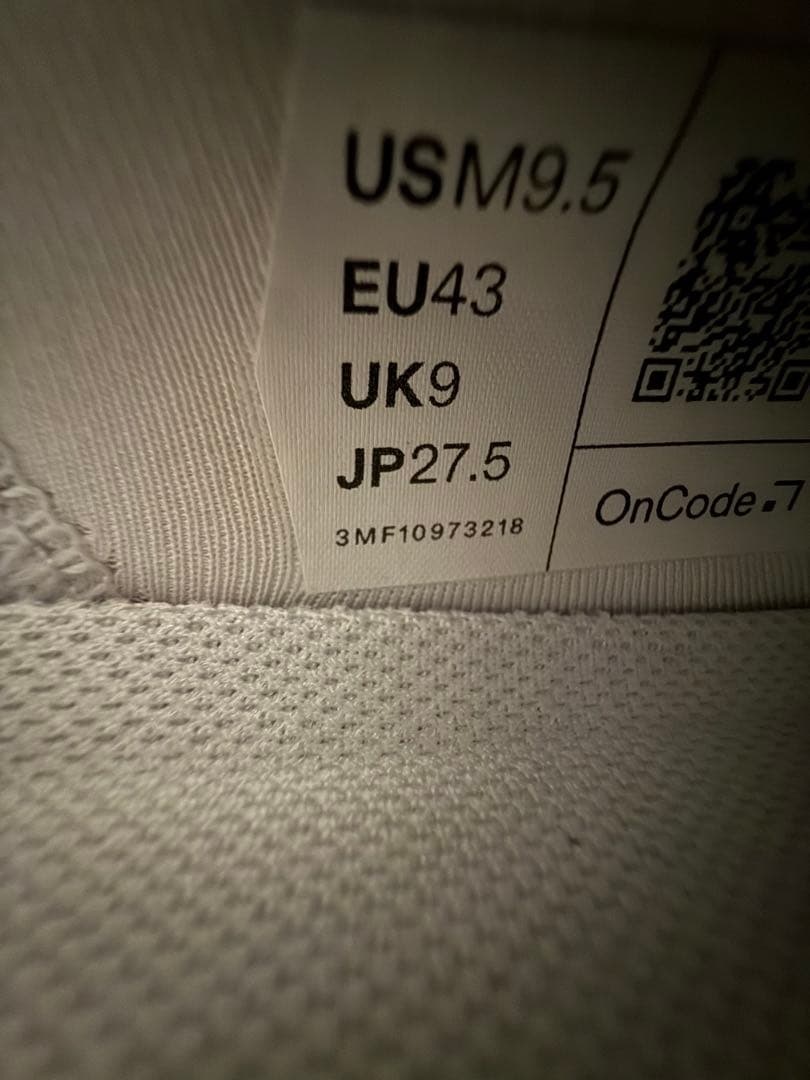 USM9.5
EU43
UK9
JP27.5
3MF10973218
OnCode